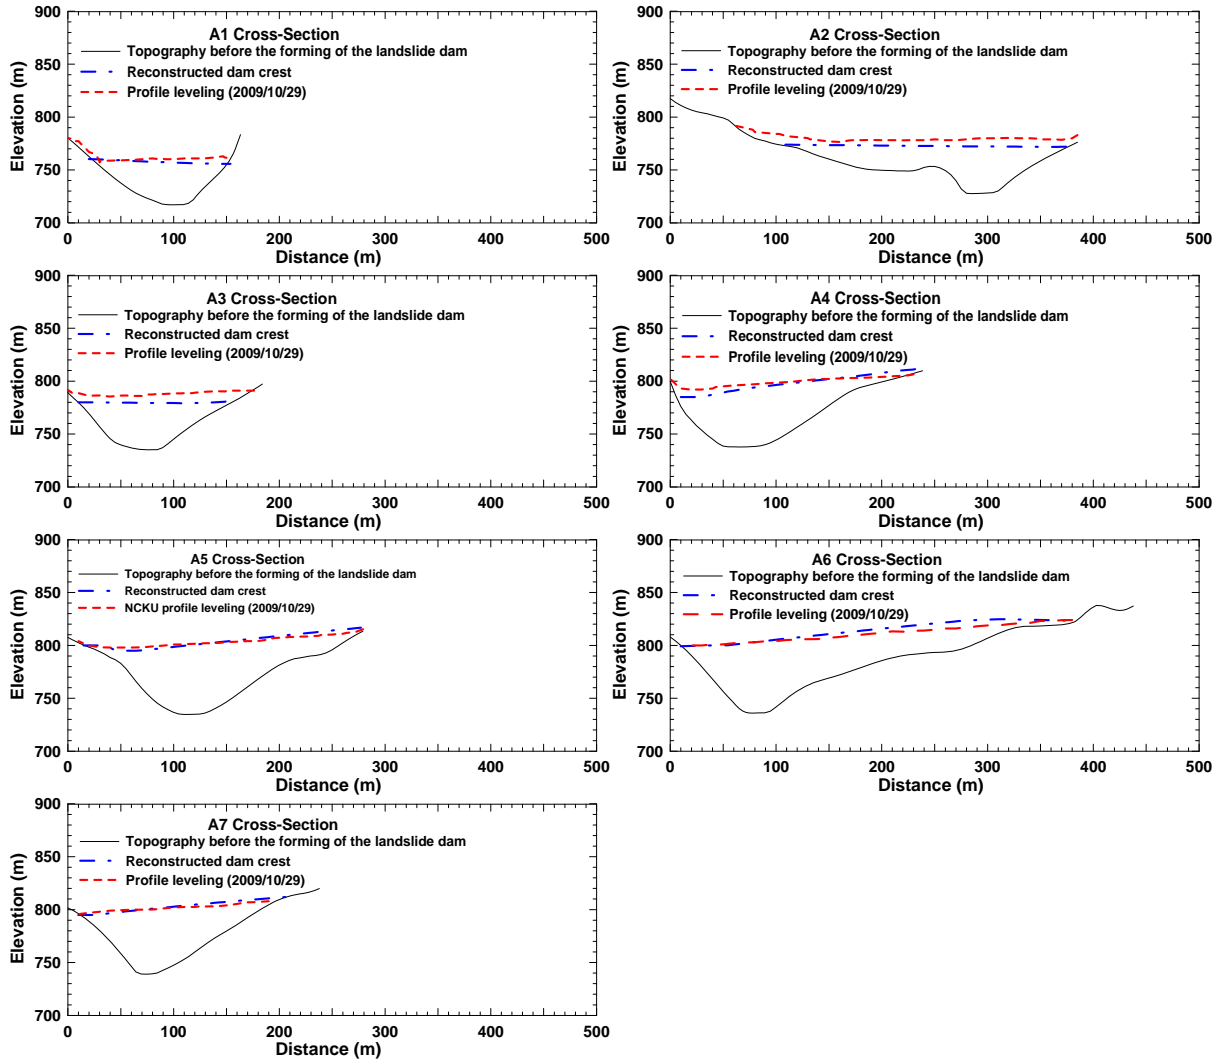 A1 Cross-Section
Topography before the forming of the landslide dam
Reconstructed dam crest
Profile leveling (2009/10/29)
Elevation (m)
900
850
800
750
700
0 100 200 300 400 500
Distance (m)
A2 Cross-Section
Topography before the forming of the landslide dam
Reconstructed dam crest
Profile leveling (2009/10/29)
Elevation (m)
900
850
800
750
700
0 100 200 300 400 500
Distance (m)
A3 Cross-Section
Topography before the forming of the landslide dam
Reconstructed dam crest
Profile leveling (2009/10/29)
Elevation (m)
900
850
800
750
700
0 100 200 300 400 500
Distance (m)
A4 Cross-Section
Topography before the forming of the landslide dam
Reconstructed dam crest
Profile leveling (2009/10/29)
Elevation (m)
900
850
800
750
700
0 100 200 300 400 500
Distance (m)
A5 Cross-Section
Topography before the forming of the landslide dam
Reconstructed dam crest
NCKU profile leveling (2009/10/29)
Elevation (m)
900
850
800
750
700
0 100 200 300 400 500
Distance (m)
A6 Cross-Section
Topography before the forming of the landslide dam
Reconstructed dam crest
Profile leveling (2009/10/29)
Elevation (m)
900
850
800
750
700
0 100 200 300 400 500
Distance (m)
A7 Cross-Section
Topography before the forming of the landslide dam
Reconstructed dam crest
Profile leveling (2009/10/29)
Elevation (m)
900
850
800
750
700
0 100 200 300 400 500
Distance (m)